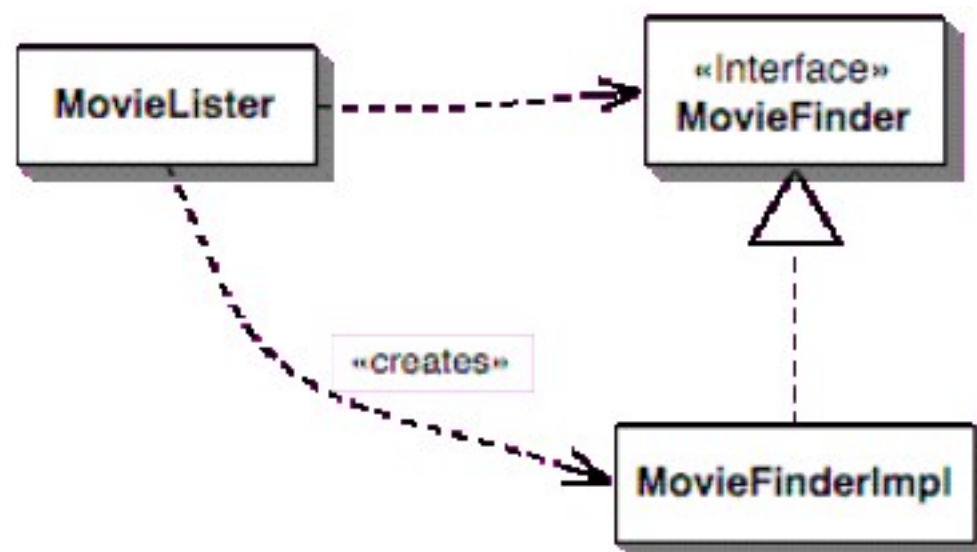 MovieLister
«Interface»
MovieFinder
«creates»
MovieFinderImpl